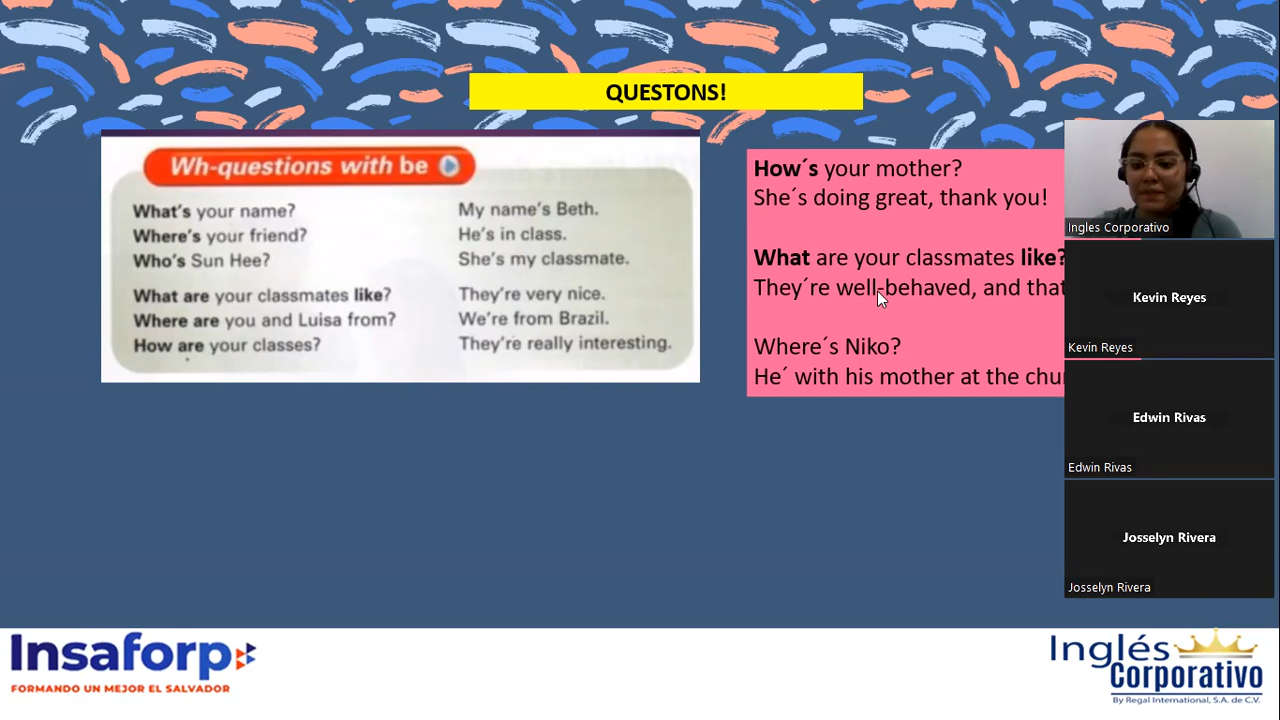 QUESTONS!
Wh-questions with be
What's your name? My name's Beth.
Where's your friend? He's in class.
Who's Sun Hee? She's my classmate.
What are your classmates like? They're very nice.
Where are you and Luisa from? We're from Brazil.
How are your classes? They're really interesting.
How´s your mother?
She´s doing great, thank you!
What are your classmates like?
They´re well-behaved, and that
Where´s Niko?
He´ with his mother at the
Ingles Corporativo
Kevin Reyes
Kevin Reyes
Edwin Rivas
Edwin Rivas
Josselyn Rivera
Josselyn Rivera
Insaforp
FORMANDO UN MEJOR EL SALVADOR
Inglés
Corporativo
By Regal International, S.A. de C.V.